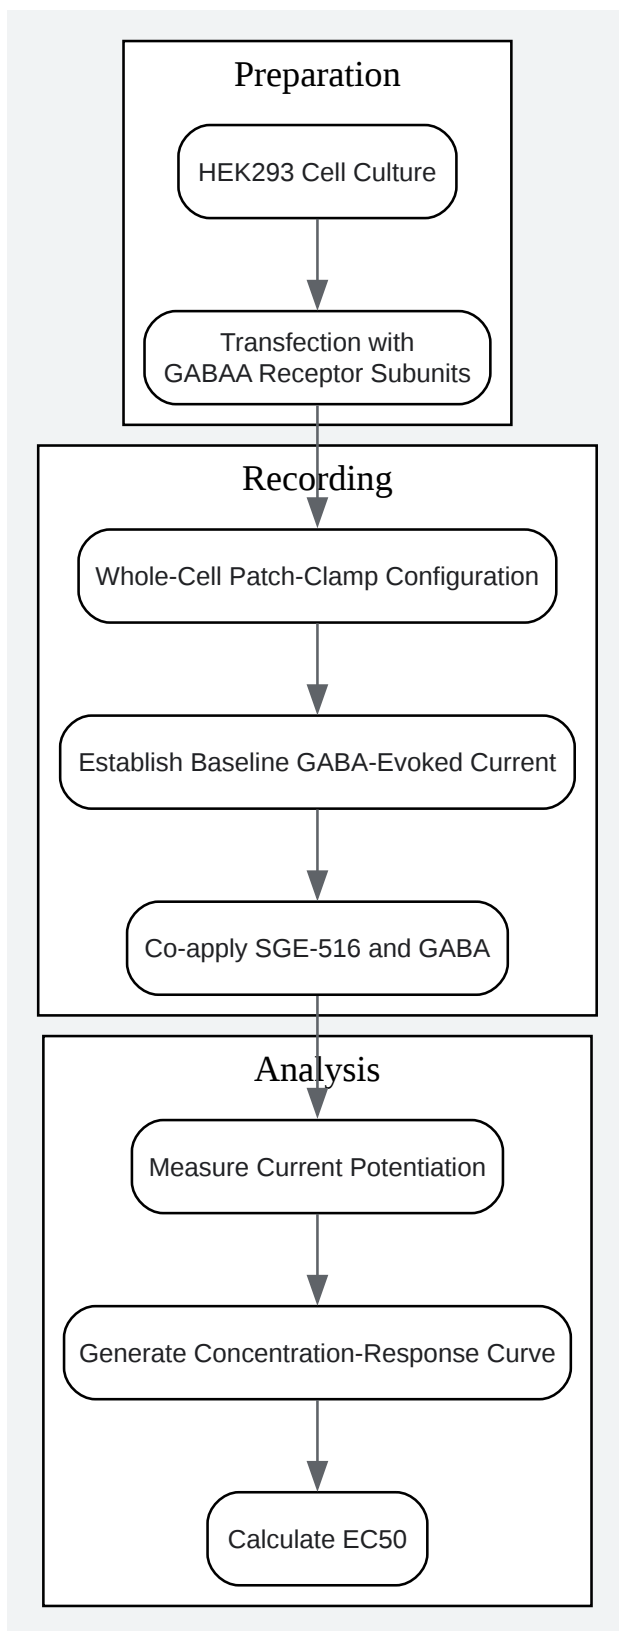 Preparation
HEK293 Cell Culture
Transfection with
GABAA Receptor Subunits
Recording
Whole-Cell Patch-Clamp Configuration
Establish Baseline GABA-Evoked Current
Co-apply SGE-516 and GABA
Analysis
Measure Current Potentiation
Generate Concentration-Response Curve
Calculate EC50